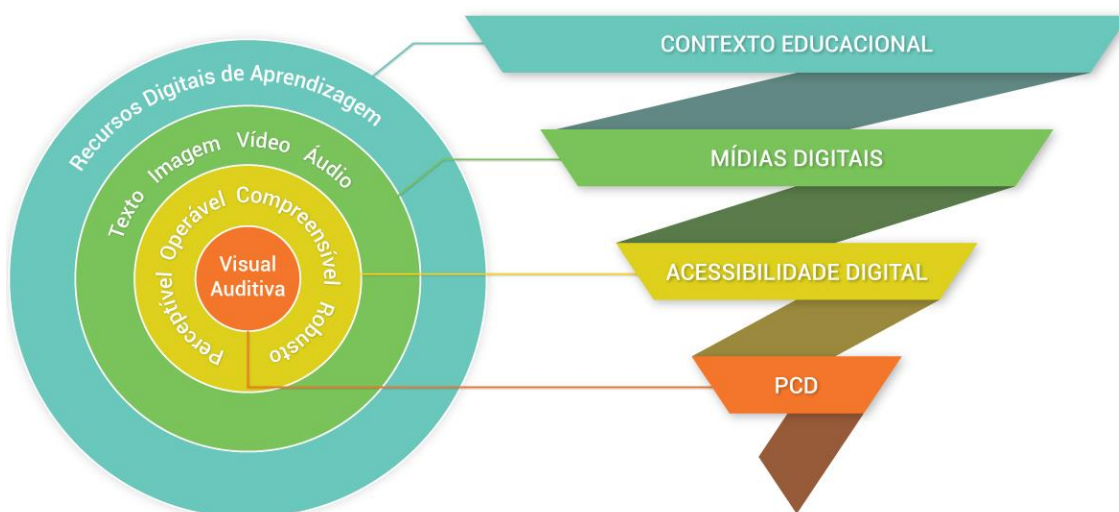 Recursos Digitais de Aprendizagem
Texto Imagem Vídeo Áudio
Perceptível Operável Compreensível Robusto
Visual
Auditiva
CONTEXTO EDUCACIONAL
MÍDIAS DIGITAIS
ACESSIBILIDADE DIGITAL
PCD